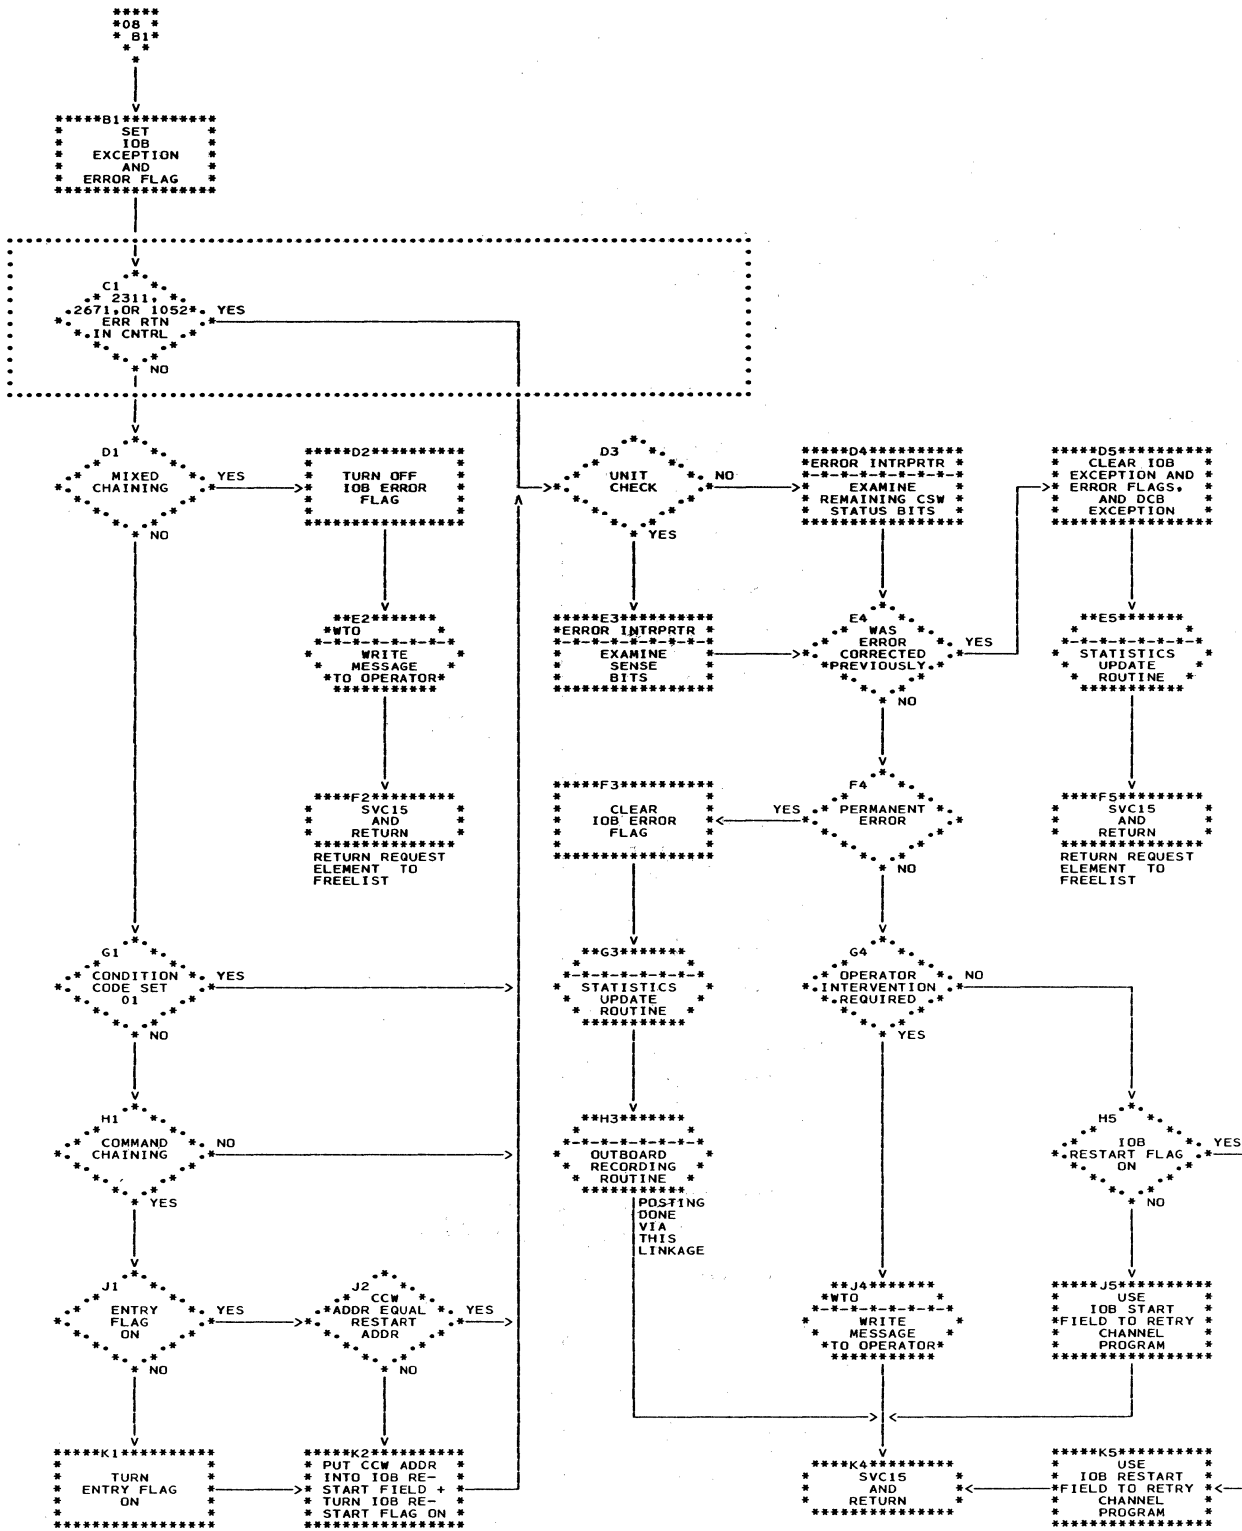 08
B1
B1
SET
IOB
EXCEPTION
AND
ERROR FLAG
C1
2311,
2671, OR 1052
ERR RTN
IN CNTRL
YES
NO
D1
MIXED
CHAINING
YES
NO
D2
TURN OFF
IOB ERROR
FLAG
D3
UNIT
CHECK
NO
YES
D4
ERROR INTRPRTR
EXAMINE
REMAINING CSW
STATUS BITS
D5
CLEAR IOB
EXCEPTION AND
ERROR FLAGS,
AND DCB
EXCEPTION
E2
WTO
WRITE
MESSAGE
TO OPERATOR
E3
ERROR INTRPRTR
EXAMINE
SENSE
BITS
E4
WAS
ERROR
CORRECTED
PREVIOUSLY
YES
NO
E5
STATISTICS
UPDATE
ROUTINE
F2
SVC15
AND
RETURN
RETURN REQUEST
ELEMENT TO
FREELIST
F3
CLEAR
IOB ERROR
FLAG
F4
PERMANENT
ERROR
YES
NO
F5
SVC15
AND
RETURN
RETURN REQUEST
ELEMENT TO
FREELIST
G1
CONDITION
CODE SET
01
YES
NO
G3
STATISTICS
UPDATE
ROUTINE
G4
OPERATOR
INTERVENTION
REQUIRED
NO
YES
H1
COMMAND
CHAINING
NO
YES
H3
OUTBOARD
RECORDING
ROUTINE
POSTING
DONE
VIA
THIS
LINKAGE
H5
IOB
RESTART FLAG
ON
YES
NO
J1
ENTRY
FLAG
ON
YES
NO
J2
CCW
ADDR EQUAL
RESTART
ADDR
YES
NO
J4
WTO
WRITE
MESSAGE
TO OPERATOR
J5
USE
IOB START
FIELD TO RETRY
CHANNEL
PROGRAM
K1
TURN
ENTRY FLAG
ON
K2
PUT CCW ADDR
INTO IOB RE-
START FIELD +
TURN IOB RE-
START FLAG ON
K4
SVC15
AND
RETURN
K5
USE
IOB RESTART
FIELD TO RETRY
CHANNEL
PROGRAM